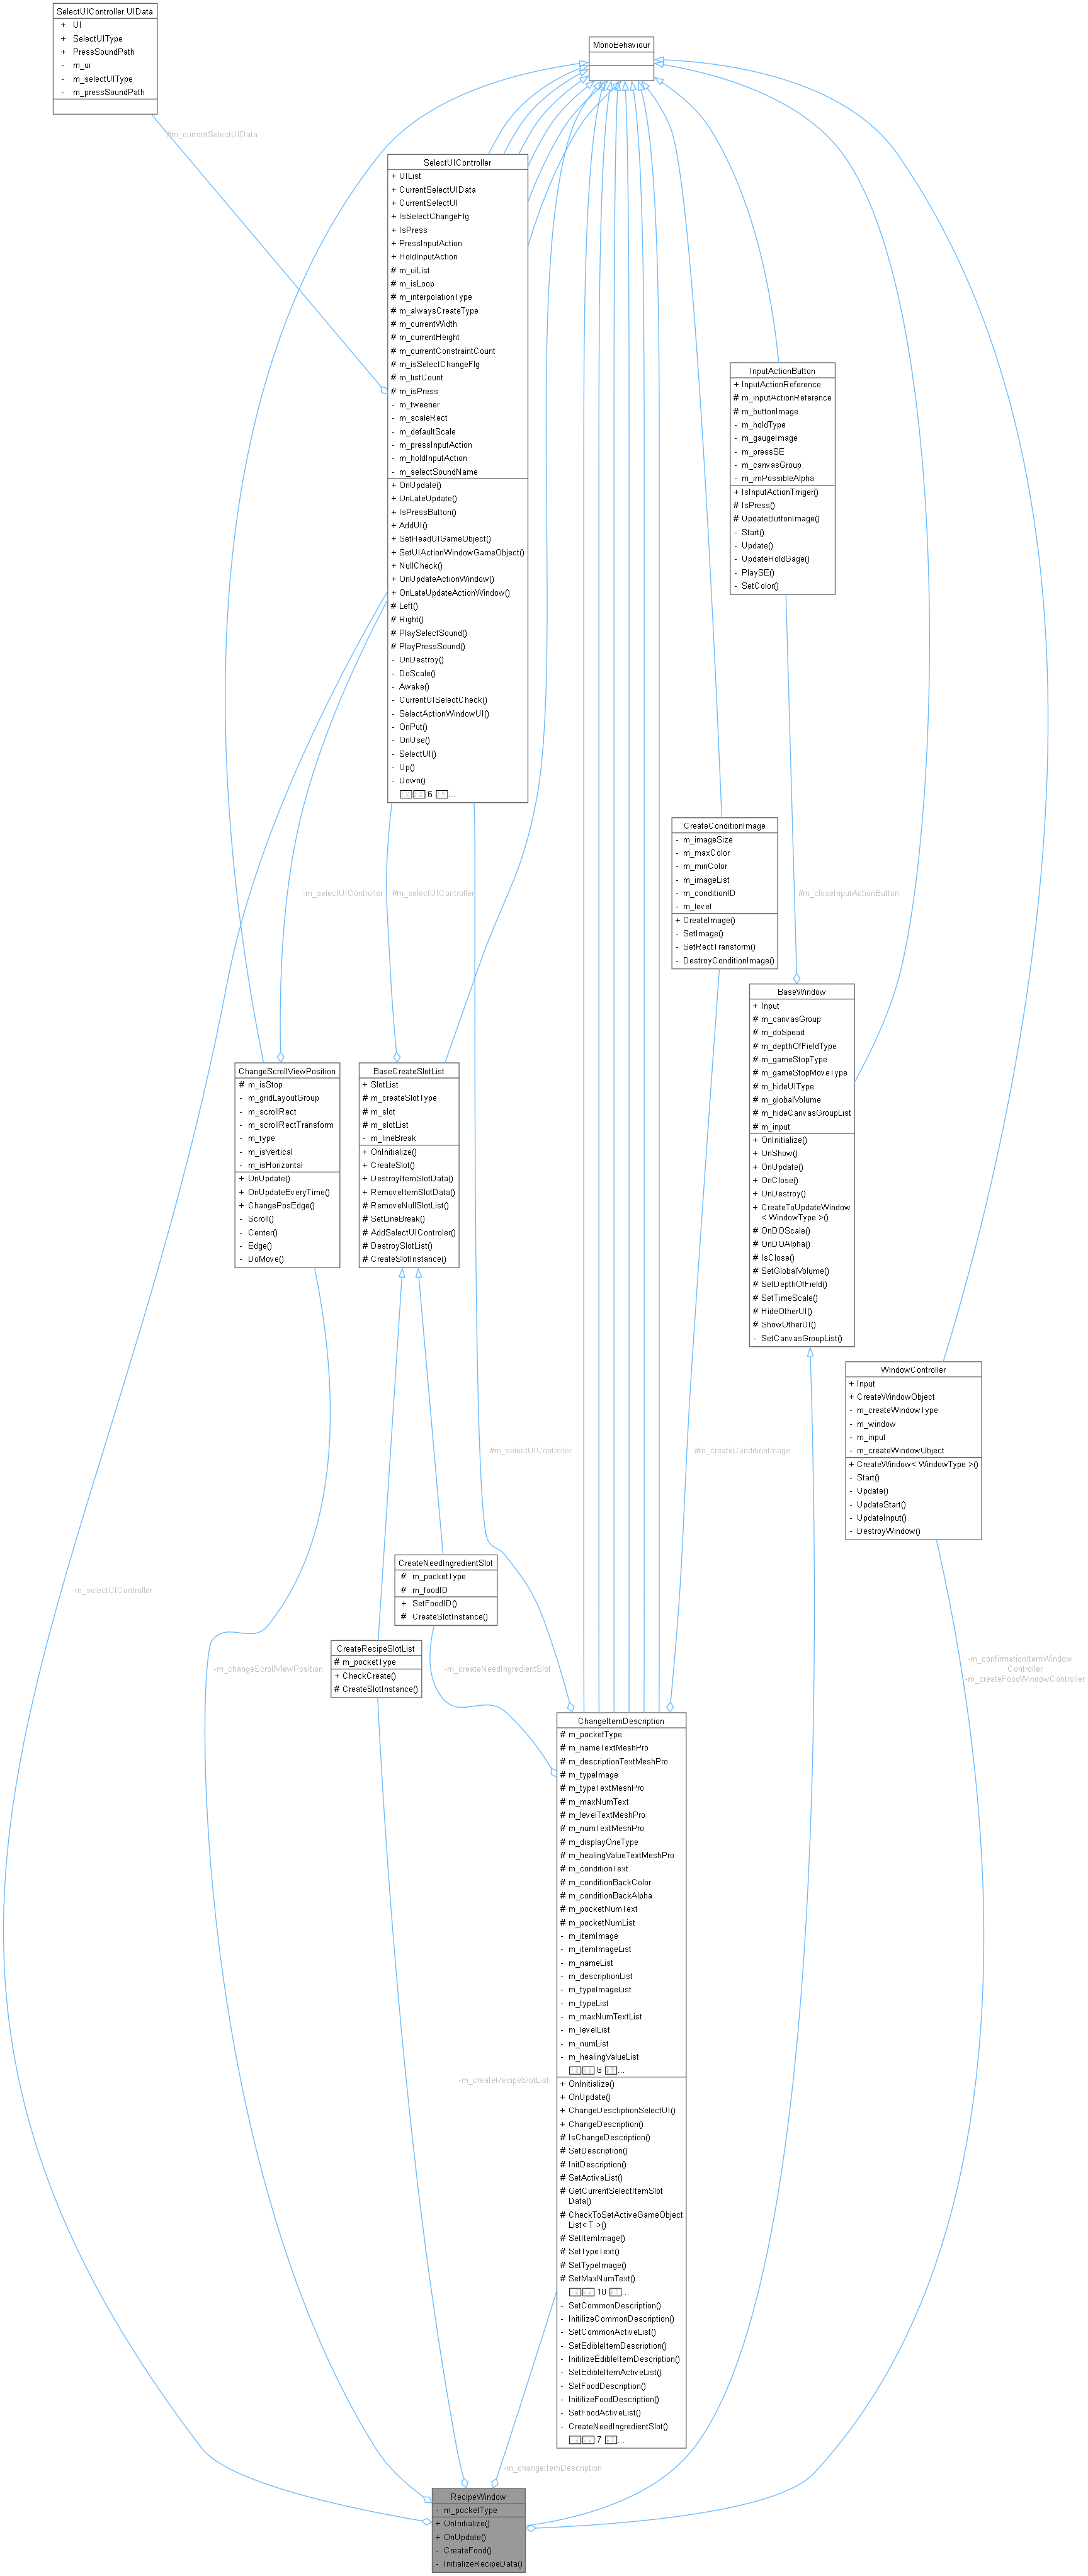 SelectUIController.UIData
+ UI
+ SelectUIType
+ PressSoundPath
- m_ui
- m_selectUIType
- m_pressSoundPath
MonoBehaviour
#m_currentSelectUIData
SelectUIController
+ UIList
+ CurrentSelectUIData
+ CurrentSelectUI
+ IsSelectChangeFlg
+ IsPress
+ PressInputAction
+ HoldInputAction
# m_uiList
# m_isLoop
# m_interpolationType
# m_alwaysCreateType
# m_currentWidth
# m_currentHeight
# m_currentConstraintCount
# m_isSelectChangeFlg
# m_listCount
# m_isPress
- m_tweener
- m_scaleRect
- m_defaultScale
- m_pressInputAction
- m_holdInputAction
- m_selectSoundName
+ OnUpdate()
+ OnLateUpdate()
+ IsPressButton()
+ AddUI()
+ SetHeadUIGameObject()
+ SetUIActionWindowGameObject()
+ NullCheck()
+ OnUpdateActionWindow()
+ OnLateUpdateActionWindow()
# Left()
# Right()
# PlaySelectSound()
# PlayPressSound()
- OnDestroy()
- DoScale()
- Awake()
- CurrentUISelectCheck()
- SelectActionWindowUI()
- OnPut()
- OnUse()
- SelectUI()
- Up()
- Down()
6 ...
InputActionButton
+ InputActionReference
# m_inputActionReference
# m_buttonImage
- m_holdType
- m_gaugeImage
- m_pressSE
- m_canvasGroup
- m_imPossibleAlpha
+ IsInputActionTrriger()
# IsPress()
# UpdateButtonImage()
- Start()
- Update()
- UpdateHoldGage()
- PlaySE()
- SetColor()
CreateConditionImage
- m_imageSize
- m_maxColor
- m_minColor
- m_imageList
- m_conditionID
- m_level
+ CreateImage()
- SetImage()
- SetRectTransform()
- DestroyConditionImage()
-m_selectUIController
#m_selectUIController
#m_closeInputActionButton
BaseWindow
+ Input
# m_canvasGroup
# m_doSpead
# m_depthOfFieldType
# m_gameStopType
# m_gameStopMoveType
# m_hideUIType
# m_globalVolume
# m_hideCanvasGroupList
# m_input
+ OnInitialize()
+ OnShow()
+ OnUpdate()
+ OnClose()
+ OnDestroy()
+ CreateToUpdateWindow
< WindowType >()
# OnDOScale()
# OnDOAlpha()
# IsClose()
# SetGlobalVolume()
# SetDepthOfField()
# SetTimeScale()
# HideOtherUI()
# ShowOtherUI()
- SetCanvasGroupList()
ChangeScrollViewPosition
# m_isStop
- m_gridLayoutGroup
- m_scrollRect
- m_scrollRectTransform
- m_type
- m_isVertical
- m_isHorizontal
+ OnUpdate()
+ OnUpdateEveryTime()
+ ChangePosEdge()
- Scroll()
- Center()
- Edge()
- DoMove()
BaseCreateSlotList
+ SlotList
# m_createSlotType
# m_slot
# m_slotList
- m_lineBreak
+ OnInitialize()
+ CreateSlot()
+ DestroyItemSlotData()
+ RemoveItemSlotData()
# RemoveNullSlotList()
# SetLineBreak()
# AddSelectUIControler()
# DestroySlotList()
# CreateSlotInstance()
WindowController
+ Input
+ CreateWindowObject
- m_createWindowType
- m_window
- m_input
- m_createWindowObject
+ CreateWindow< WindowType >()
- Start()
- Update()
- UpdateStart()
- UpdateInput()
- DestroyWindow()
#m_selectUIController
#m_createConditionImage
CreateNeedIngredientSlot
# m_pocketType
# m_foodID
+ SetFoodID()
# CreateSlotInstance()
-m_selectUIController
CreateRecipeSlotList
# m_pocketType
+ CheckCreate()
# CreateSlotInstance()
-m_changeScrollViewPosition
-m_createNeedIngredientSlot
-m_confirmationItemWindow
Controller
-m_createFoodWindowController
ChangeItemDescription
# m_pocketType
# m_nameTextMeshPro
# m_descriptionTextMeshPro
# m_typeImage
# m_typeTextMeshPro
# m_maxNumText
# m_levelTextMeshPro
# m_numTextMeshPro
# m_displayOneType
# m_healingValueTextMeshPro
# m_conditionText
# m_conditionBackColor
# m_conditionBackAlpha
# m_pocketNumText
# m_pocketNumList
- m_itemImage
- m_itemImageList
- m_nameList
- m_descriptionList
- m_typeImageList
- m_typeList
- m_maxNumTextList
- m_levelList
- m_numList
- m_healingValueList
6 ...
+ OnInitialize()
+ OnUpdate()
+ ChangeDesctiptionSelectUI()
+ ChangeDescription()
# IsChangeDescription()
# SetDescription()
# InitDescription()
# SetActiveList()
# GetCurrentSelectItemSlot
Data()
# CheckToSetActiveGameObject
List< T >()
# SetItemImage()
# SetTypeText()
# SetTypeImage()
# SetMaxNumText()
10 ...
- SetCommonDescription()
- InitilizeCommonDescription()
- SetCommonActiveList()
- SetEdibleItemDescription()
- InitilizeEdibleItemDescription()
- SetEdibleItemActiveList()
- SetFoodDescription()
- InitilizeFoodDescription()
- SetFoodActiveList()
- CreateNeedIngredientSlot()
7 ...
-m_createRecipeSlotList
-m_changeItemDescription
RecipeWindow
- m_pocketType
+ OnInitialize()
+ OnUpdate()
- CreateFood()
- InitializeRecipeData()